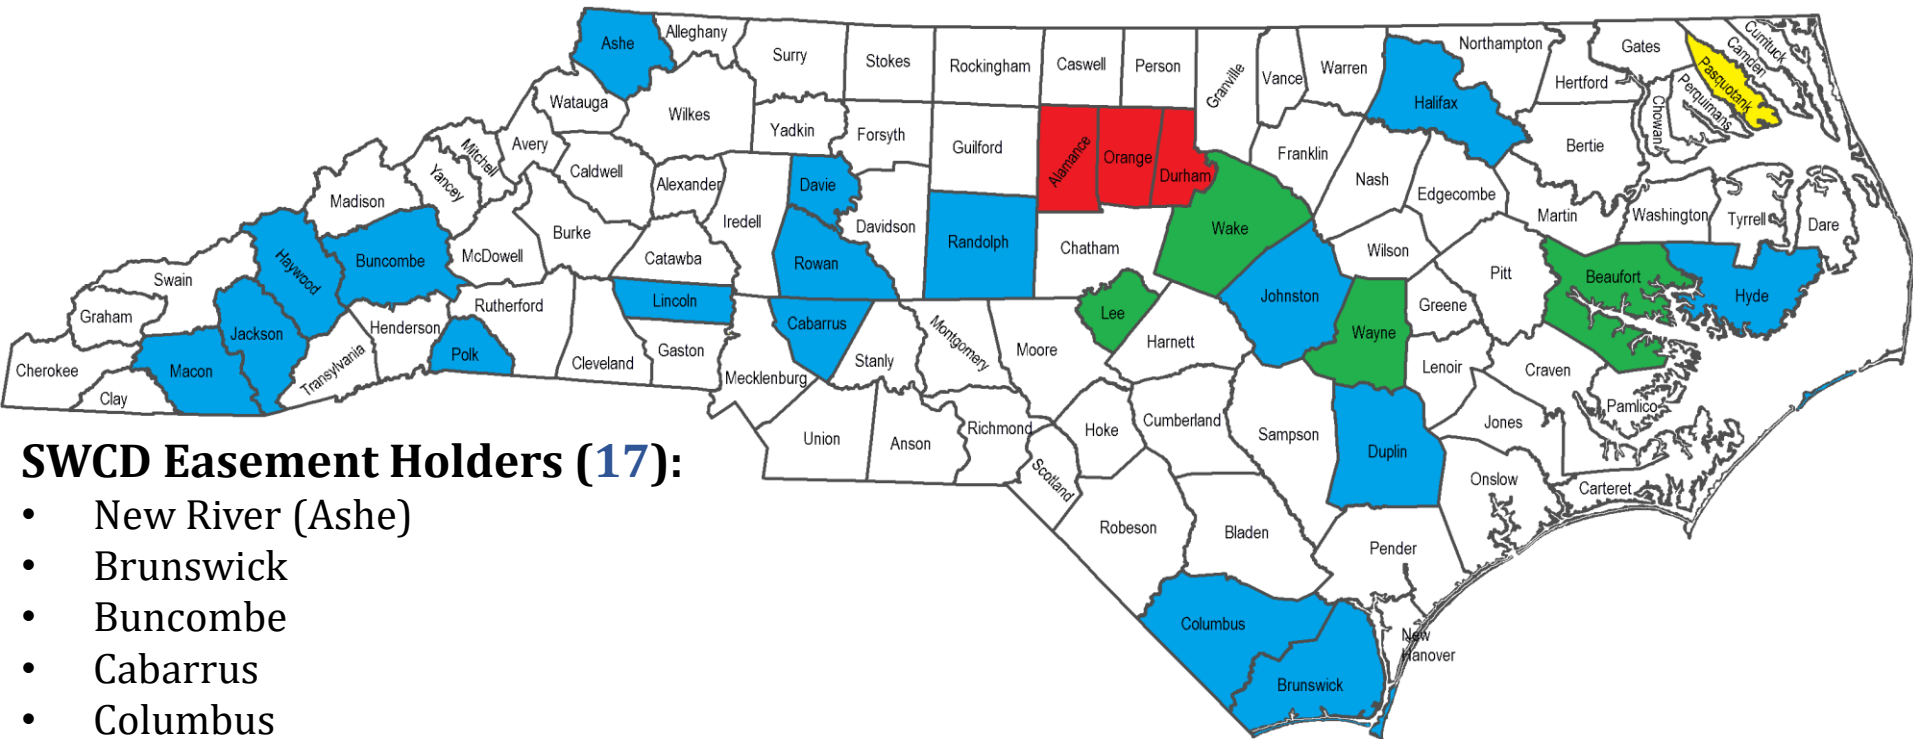 Ashe
Alleghany
Surry
Stokes
Rockingham
Caswell
Person
Granville
Vance
Warren
Northampton
Gates
Currituck
Camden
Pasquotank
Perquimans
Chowan
Hertford
Halifax
Bertie
Watauga
Wilkes
Yadkin
Forsyth
Guilford
Alamance
Orange
Durham
Franklin
Nash
Edgecombe
Martin
Washington
Tyrrell
Dare
Mitchell
Avery
Yancey
Caldwell
Alexander
Davie
Iredell
Davidson
Madison
Burke
McDowell
Catawba
Rowan
Randolph
Chatham
Wake
Wilson
Pitt
Beaufort
Hyde
Haywood
Buncombe
Swain
Graham
Jackson
Rutherford
Henderson
Lincoln
Cabarrus
Montgomery
Moore
Lee
Harnett
Johnston
Wayne
Greene
Cherokee
Clay
Macon
Transylvania
Polk
Cleveland
Gaston
Mecklenburg
Stanly
Lenoir
Craven
Pamlico
Union
Anson
Richmond
Scotland
Hoke
Cumberland
Sampson
Duplin
Jones
Onslow
Carteret
Robeson
Bladen
Pender
Columbus
Brunswick
New
Hanover
SWCD Easement Holders (17):
• New River (Ashe)
• Brunswick
• Buncombe
• Cabarrus
• Columbus